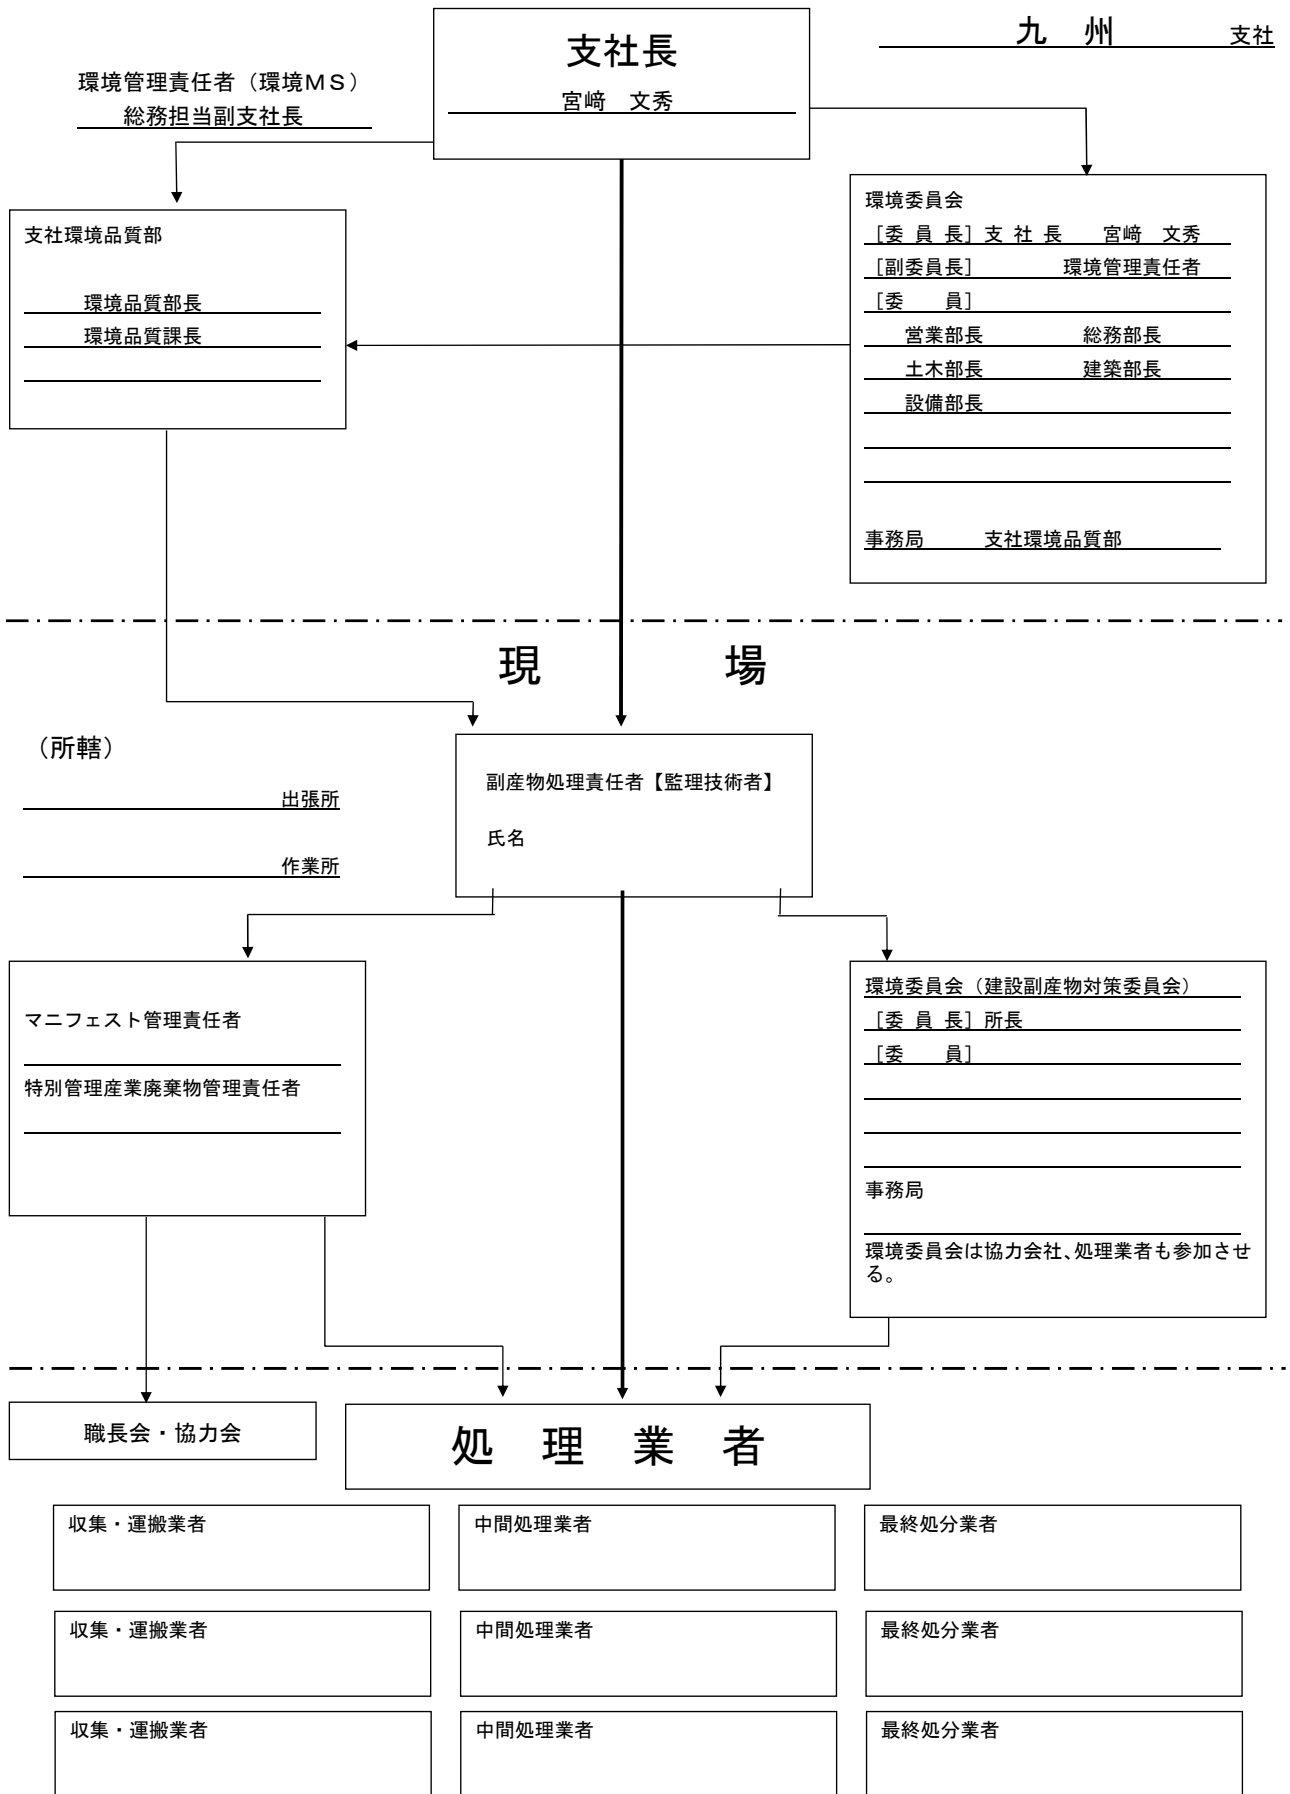 九　州　支社
支社長
宮﨑　文秀
環境管理責任者（環境ＭＳ）
総務担当副支社長
支社環境品質部
環境品質部長
環境品質課長
環境委員会
［委 員 長］支 社 長　宮﨑　文秀
［副委員長］　環境管理責任者
［委　　員］
営業部長　総務部長
土木部長　建築部長
設備部長
事務局　支社環境品質部
現　場
（所轄）
出張所
作業所
副産物処理責任者【監理技術者】
氏名
マニフェスト管理責任者
特別管理産業廃棄物管理責任者
環境委員会（建設副産物対策委員会）
［委 員 長］所長
［委　　員］
事務局
環境委員会は協力会社、処理業者も参加させ
る。
職長会・協力会
処　理　業　者
収集・運搬業者　中間処理業者　最終処分業者
収集・運搬業者　中間処理業者　最終処分業者
収集・運搬業者　中間処理業者　最終処分業者